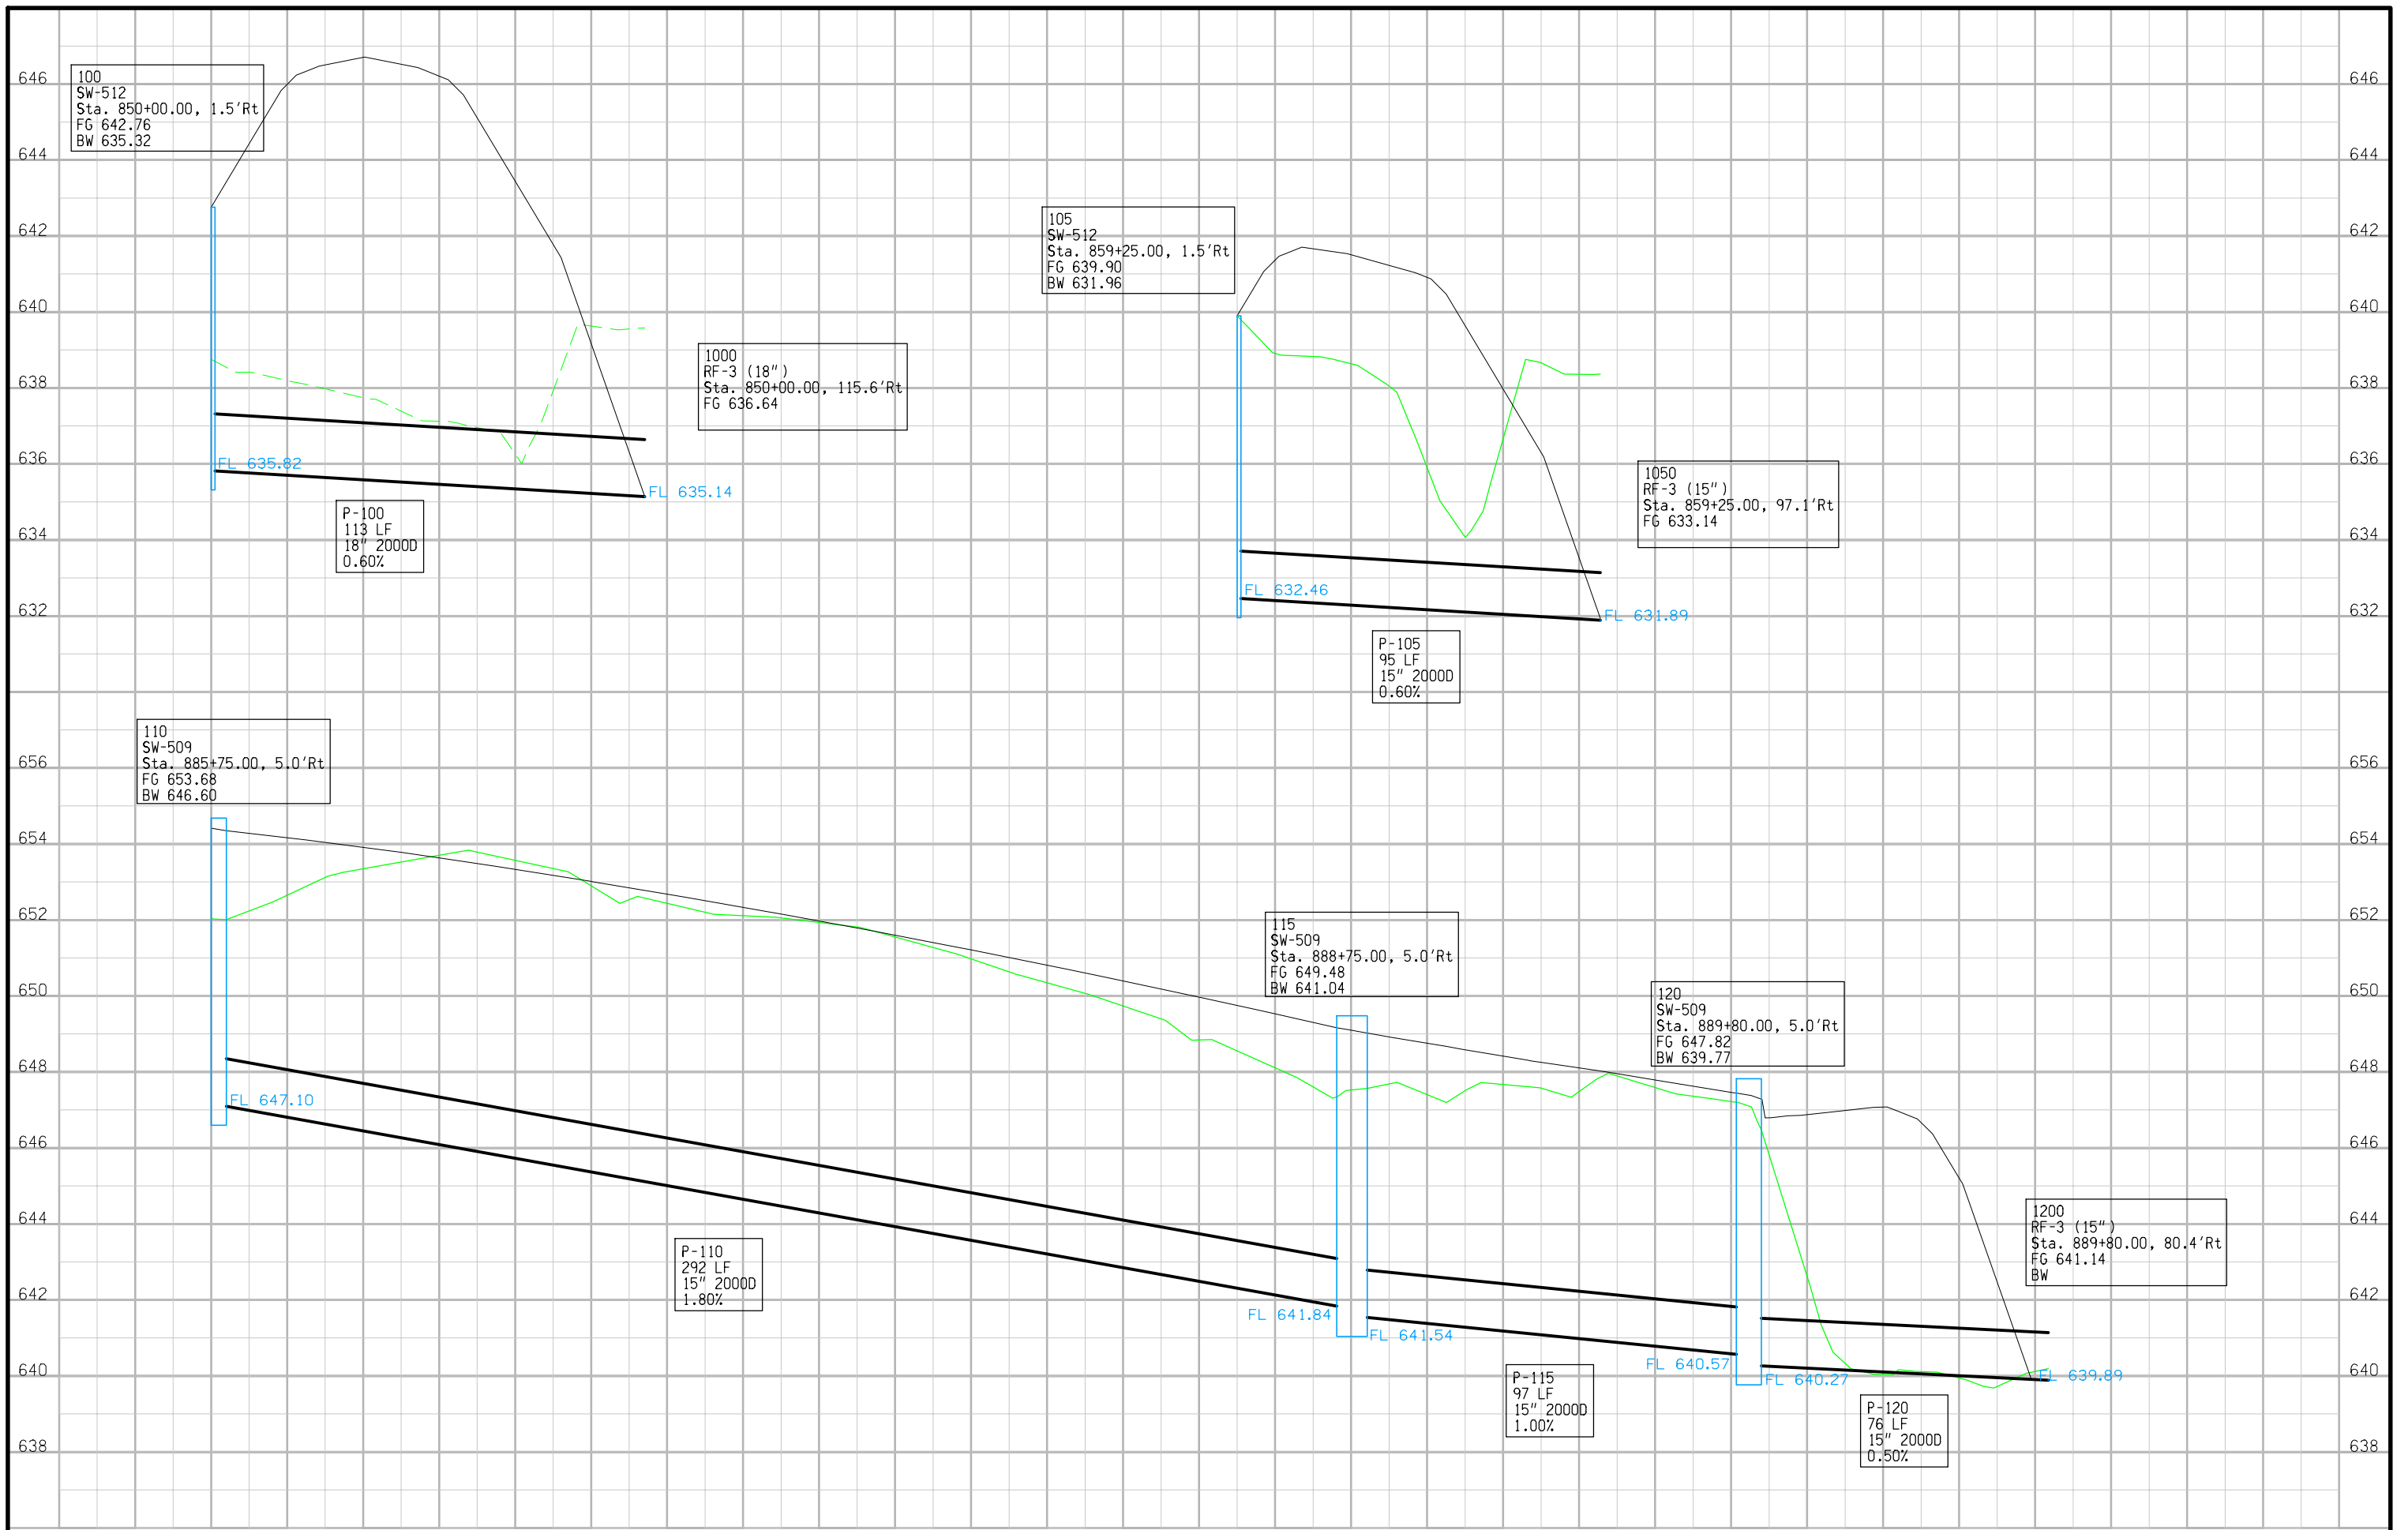 646
646
100
SW-512
Sta. 850+00.00, 1.5'Rt
FG 642.76
BW 635.32
644
644
642
642
105
SW-512
Sta. 859+25.00, 1.5'Rt
FG 639.90
BW 631.96
640
640
1000
RF-3 (18")
Sta. 850+00.00, 115.6'Rt
FG 636.64
638
638
636
636
FL 635.82
FL 635.14
1050
RF-3 (15")
Sta. 859+25.00, 97.1'Rt
FG 633.14
P-100
113 LF
18" 2000D
0.60%
634
634
632
632
FL 632.46
FL 631.89
P-105
95 LF
15" 2000D
0.60%
110
SW-509
Sta. 885+75.00, 5.0'Rt
FG 653.68
BW 646.60
656
656
654
654
652
652
115
SW-509
Sta. 888+75.00, 5.0'Rt
FG 649.48
BW 641.04
650
650
120
SW-509
Sta. 889+80.00, 5.0'Rt
FG 647.82
BW 639.77
648
648
FL 647.10
646
646
644
644
1200
RF-3 (15")
Sta. 889+80.00, 80.4'Rt
FG 641.14
BW
P-110
292 LF
15" 2000D
1.80%
642
642
FL 641.84
FL 641.54
640
640
FL 640.57
FL 640.27
FL 639.89
P-115
97 LF
15" 2000D
1.00%
P-120
76 LF
15" 2000D
0.50%
638
638